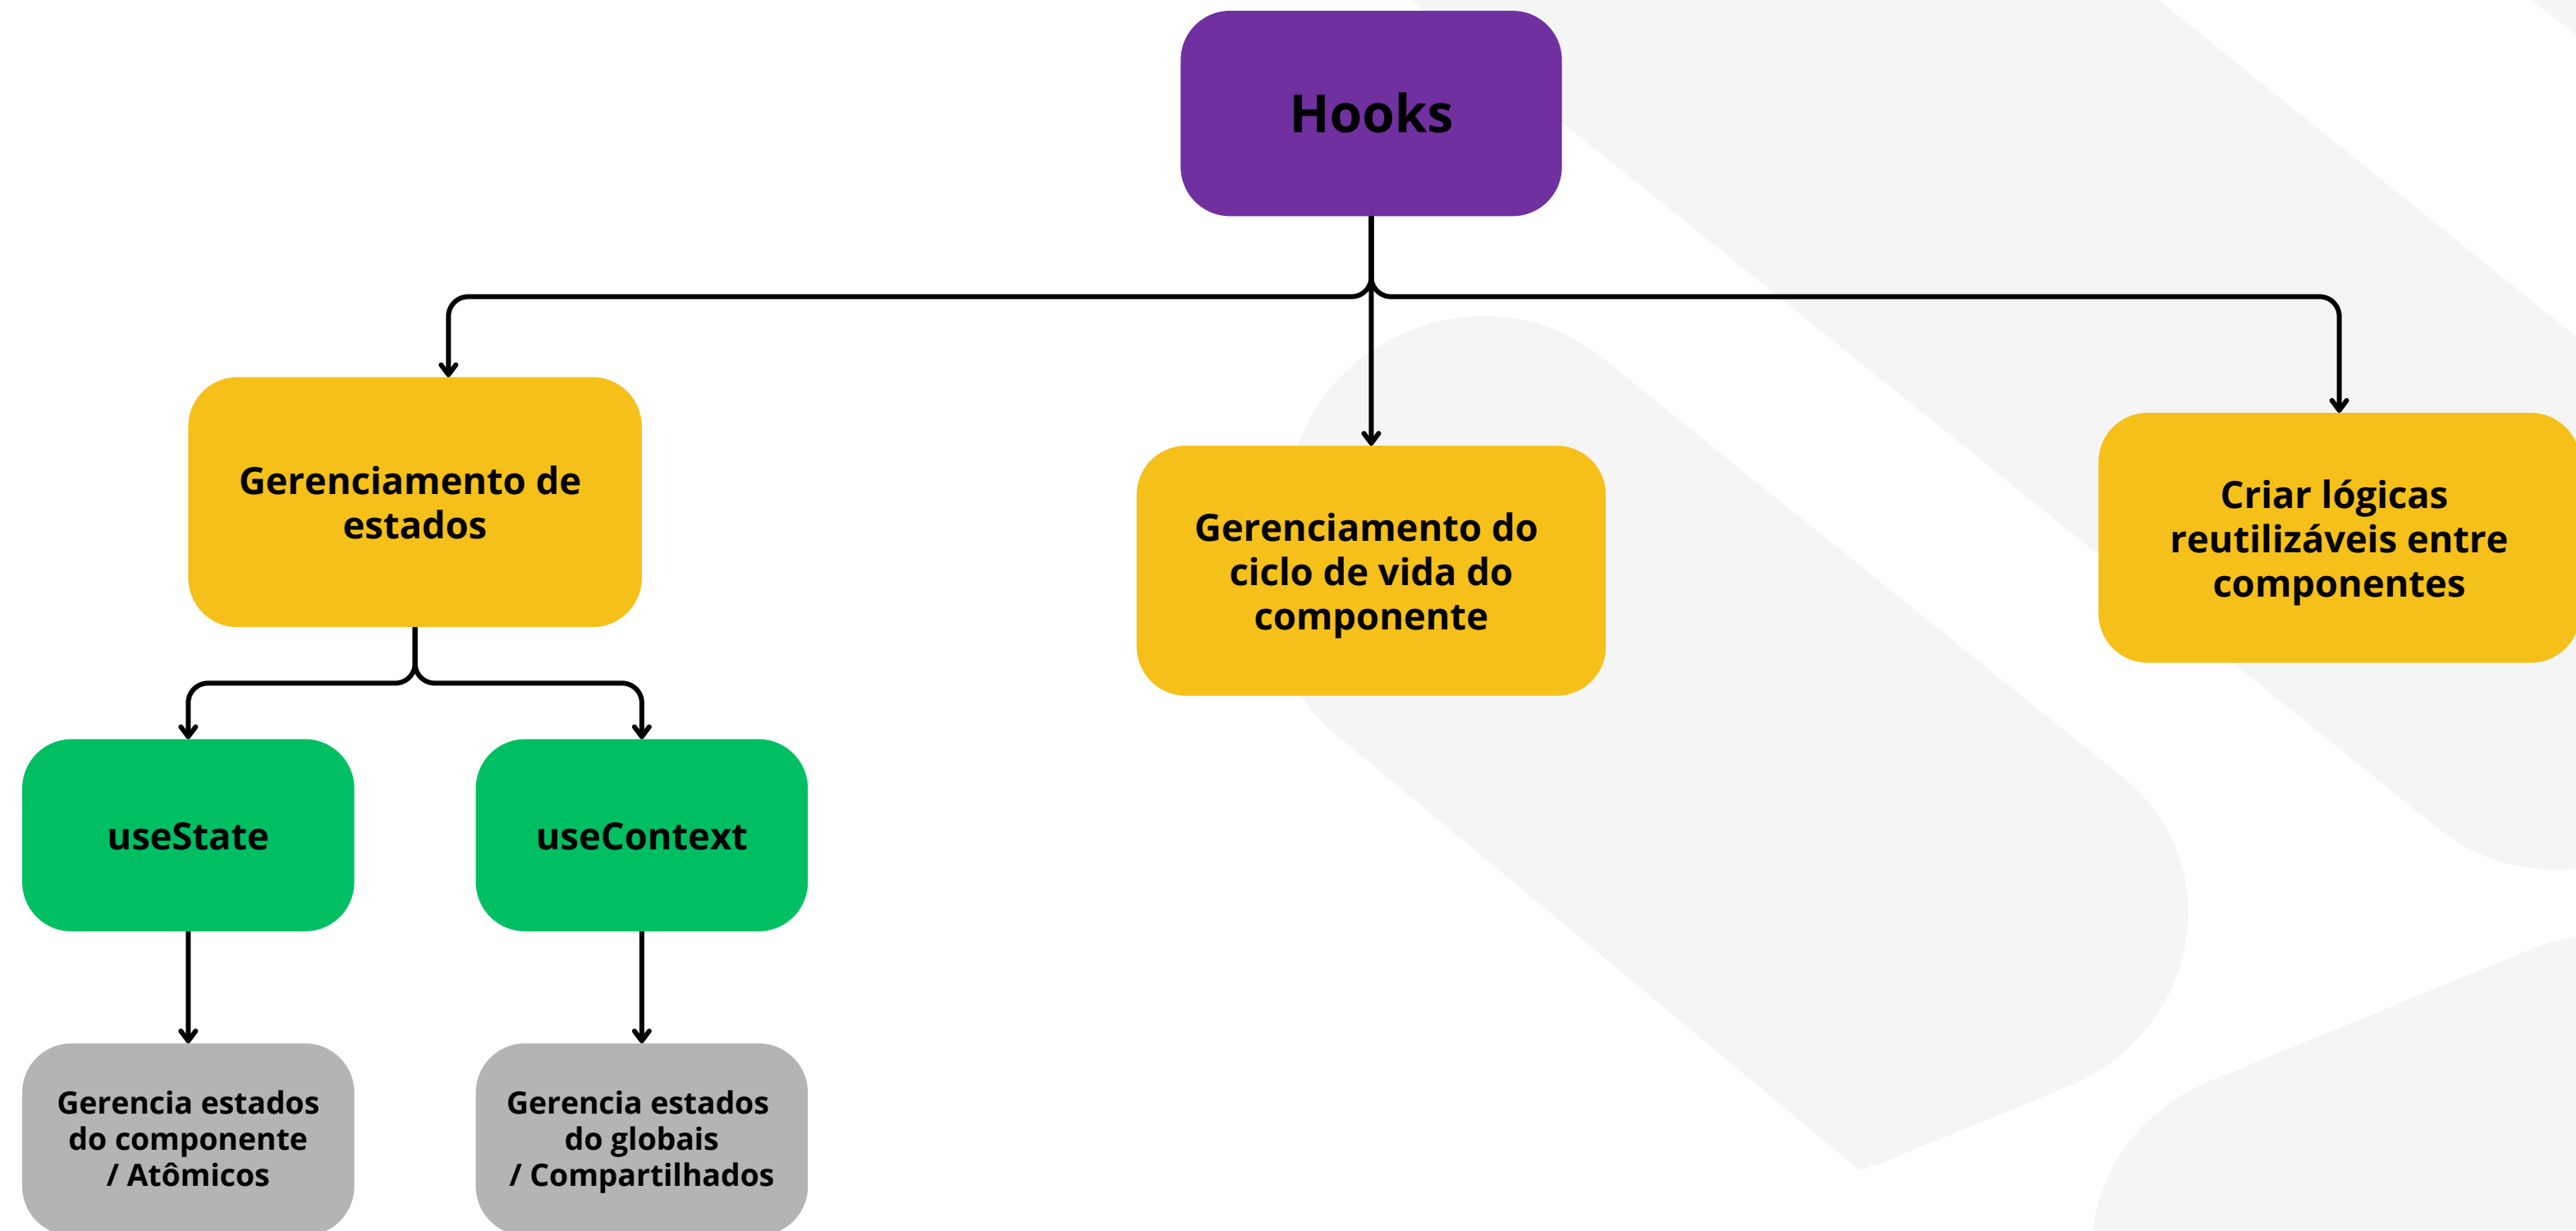 Hooks
Gerenciamento de
estados
Gerenciamento do
ciclo de vida do
componente
Criar lógicas
reutilizáveis entre
componentes
useState
useContext
Gerencia estados
do componente
/ Atômicos
Gerencia estados
do globais
/ Compartilhados